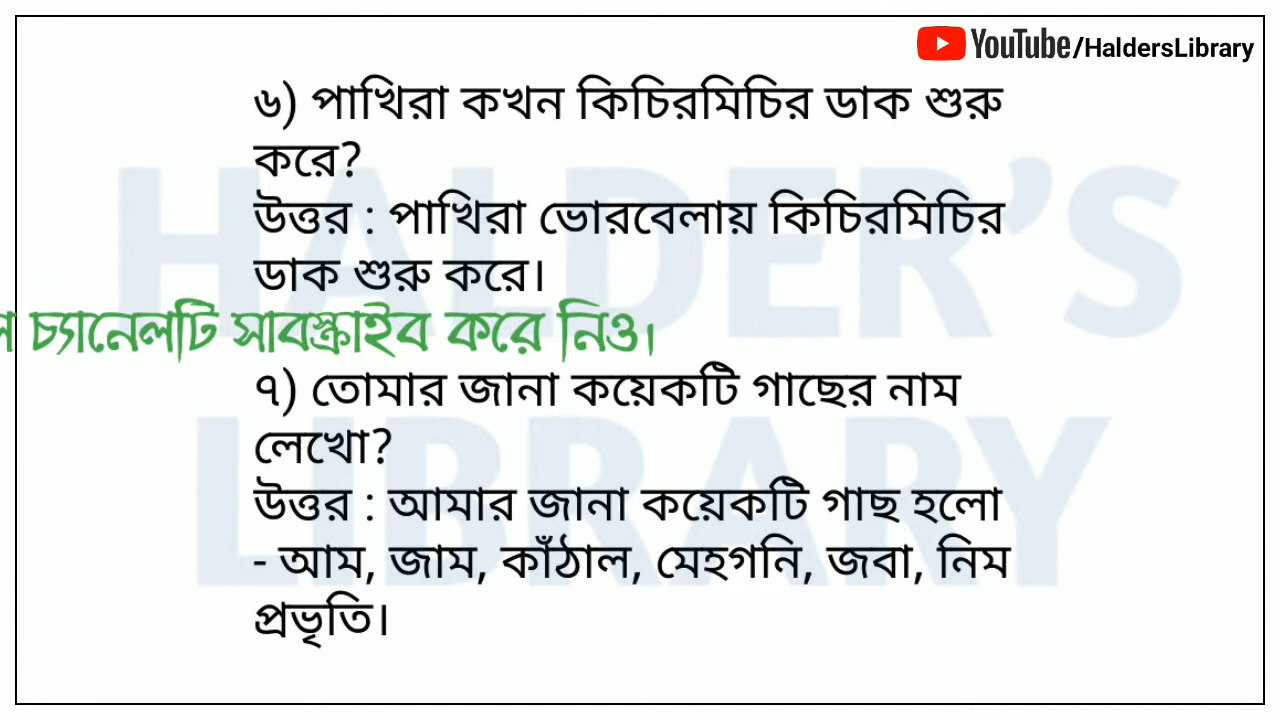 YouTube/HaldersLibrary
৬) পাখিরা কখন কিচিরমিচির ডাক শুরু
করে?
উত্তর : পাখিরা ভোরবেলায় কিচিরমিচির
ডাক শুরু করে।
চ্যানেলটি সাবস্ক্রাইব করে নিও।
৭) তোমার জানা কয়েকটি গাছের নাম
লেখো?
উত্তর : আমার জানা কয়েকটি গাছ হলো
- আম, জাম, কাঁঠাল, মেহগনি, জবা, নিম
প্রভৃতি।
HALDER'S
LIBRARY